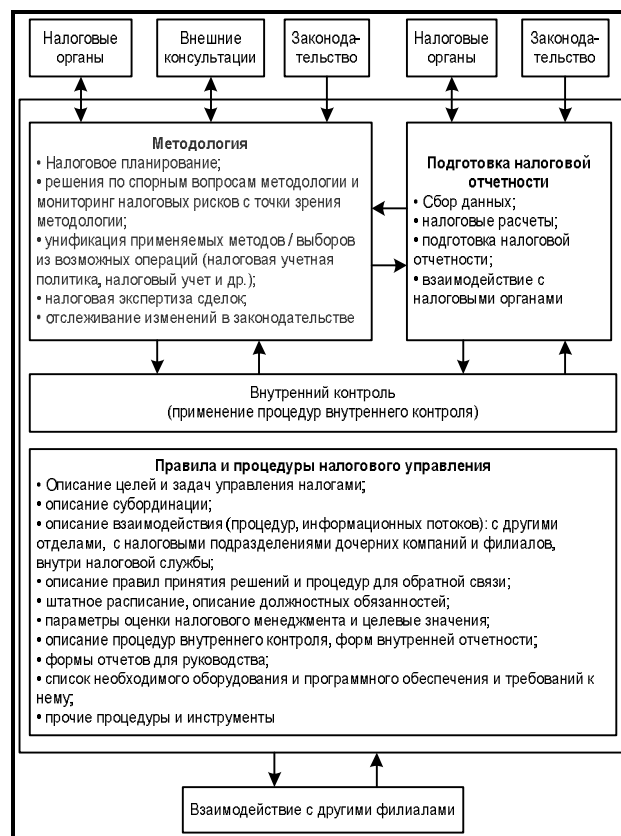 Налоговые
органы
Внешние
консультации
Законода-
тельство
Налоговые
органы
Законода-
тельство
Методология
• Налоговое планирование;
• решения по спорным вопросам методологии и
мониторинг налоговых рисков с точки зрения
методологии;
• унификация применяемых методов / выборов
из возможных операций (налоговая учетная
политика, налоговый учет и др.);
• налоговая экспертиза сделок;
• отслеживание изменений в законодательстве
Подготовка налоговой
отчетности
• Сбор данных;
• налоговые расчеты;
• подготовка налоговой
отчетности;
• взаимодействие с
налоговыми органами
Внутренний контроль
(применение процедур внутреннего контроля)
Правила и процедуры налогового управления
• Описание целей и задач управления налогами;
• описание субординации;
• описание взаимодействия (процедур, информационных потоков): с другими
отделами, с налоговыми подразделениями дочерних компаний и филиалов,
внутри налоговой службы;
• описание правил принятия решений и процедур для обратной связи;
• штатное расписание, описание должностных обязанностей;
• параметры оценки налогового менеджмента и целевые значения;
• описание процедур внутреннего контроля, форм внутренней отчетности;
• формы отчетов для руководства;
• список необходимого оборудования и программного обеспечения и требований к
нему;
• прочие процедуры и инструменты
Взаимодействие с другими филиалами